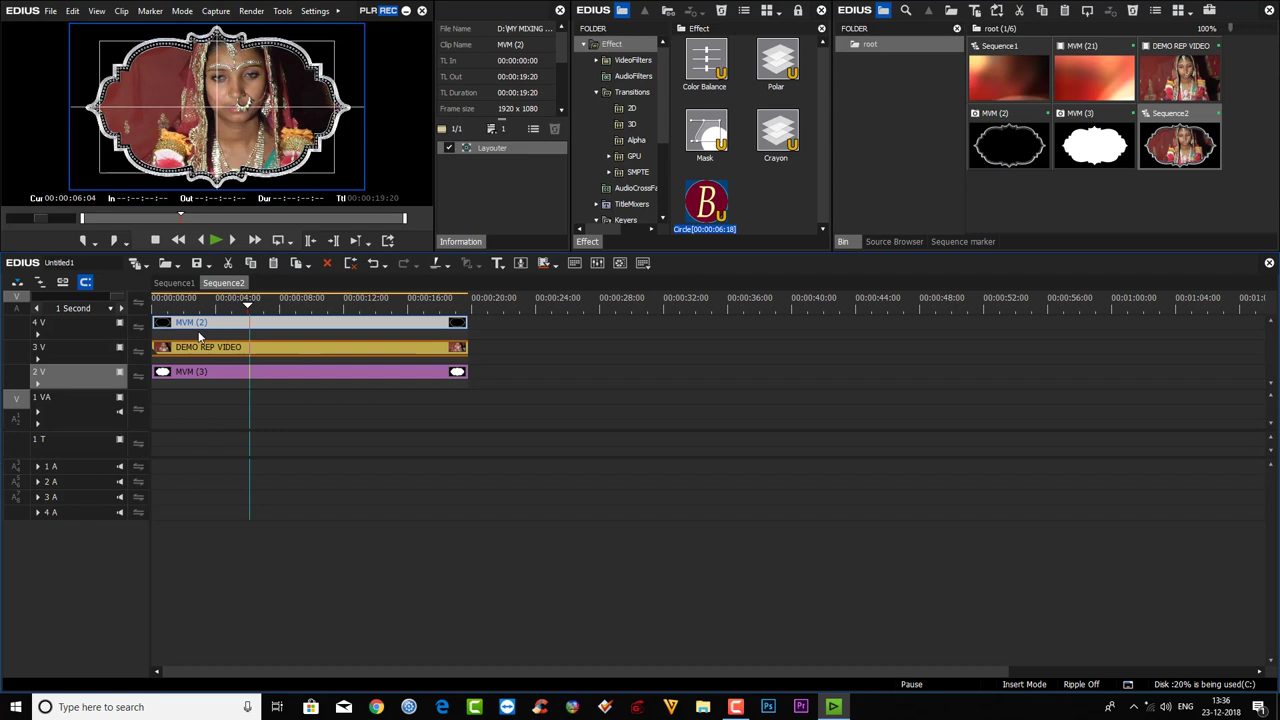 EDIUS File Edit View Clip Marker Mode Capture Render Tools Settings PLR REC
Cur 00:00:06:04 In --:--:--:-- Out --:--:--:-- Dur --:--:--:-- Ttl 00:00:19:20
File Name D:\MY MIXING ...
Clip Name MVM (2)
TL In 00:00:00:00
TL Out 00:00:19:20
TL Duration 00:00:19:20
Frame size 1920 x 1080
1/1 1
Layouter
Information
FOLDER Effect
Effect
VideoFilters
AudioFilters
Transitions
2D
3D
Alpha
GPU
SMPTE
AudioCrossFa
TitleMixers
Keyers
Color Balance
Polar
Mask
Crayon
B
Circle[00:00:06:18]
U
U
U
U
U
Effect
FOLDER root (1/6) 100%
root
Sequence1 MVM (21) DEMO REP VIDEO
MVM (2) MVM (3) Sequence2
Bin Source Browser Sequence marker
EDIUS Untitled1
Sequence1 Sequence2
V 00:00:00:00 00:00:04:00 00:00:08:00 00:00:12:00 00:00:16:00 00:00:20:00 00:00:24:00 00:00:28:00 00:00:32:00 00:00:36:00 00:00:40:00 00:00:44:00 00:00:48:00 00:00:52:00 00:00:56:00 00:01:00:00 00:01:04:00
A 1 Second
4 V MVM (2)
3 V DEMO REP VIDEO
2 V MVM (3)
V 1 VA
1 T
1 A
2 A
3 A
4 A
Pause Insert Mode Ripple Off Disk :20% is being used(C:)
Type here to search
Ps Pr
ENG
13:36
23-12-2018